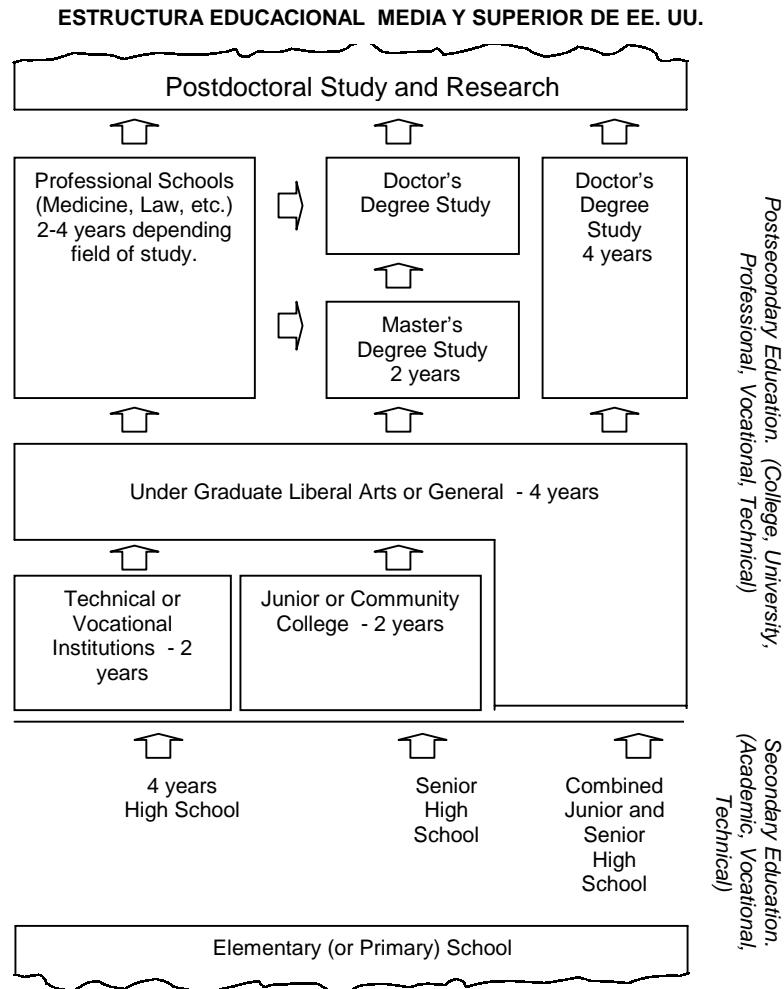 ESTRUCTURA EDUCACIONAL MEDIA Y SUPERIOR DE EE. UU.
Postdoctoral Study and Research
Professional Schools
(Medicine, Law, etc.)
2-4 years depending
field of study.
Doctor's
Degree Study
Doctor's
Degree
Study
4 years
Master's
Degree Study
2 years
Under Graduate Liberal Arts or General - 4 years
Technical or
Vocational
Institutions - 2
years
Junior or Community
College - 2 years
Postsecondary Education. (College, University,
Professional, Vocational, Technical)
4 years
High School
Senior
High
School
Combined
Junior and
Senior
High
School
Secondary Education.
(Academic, Vocational,
Technical)
Elementary (or Primary) School